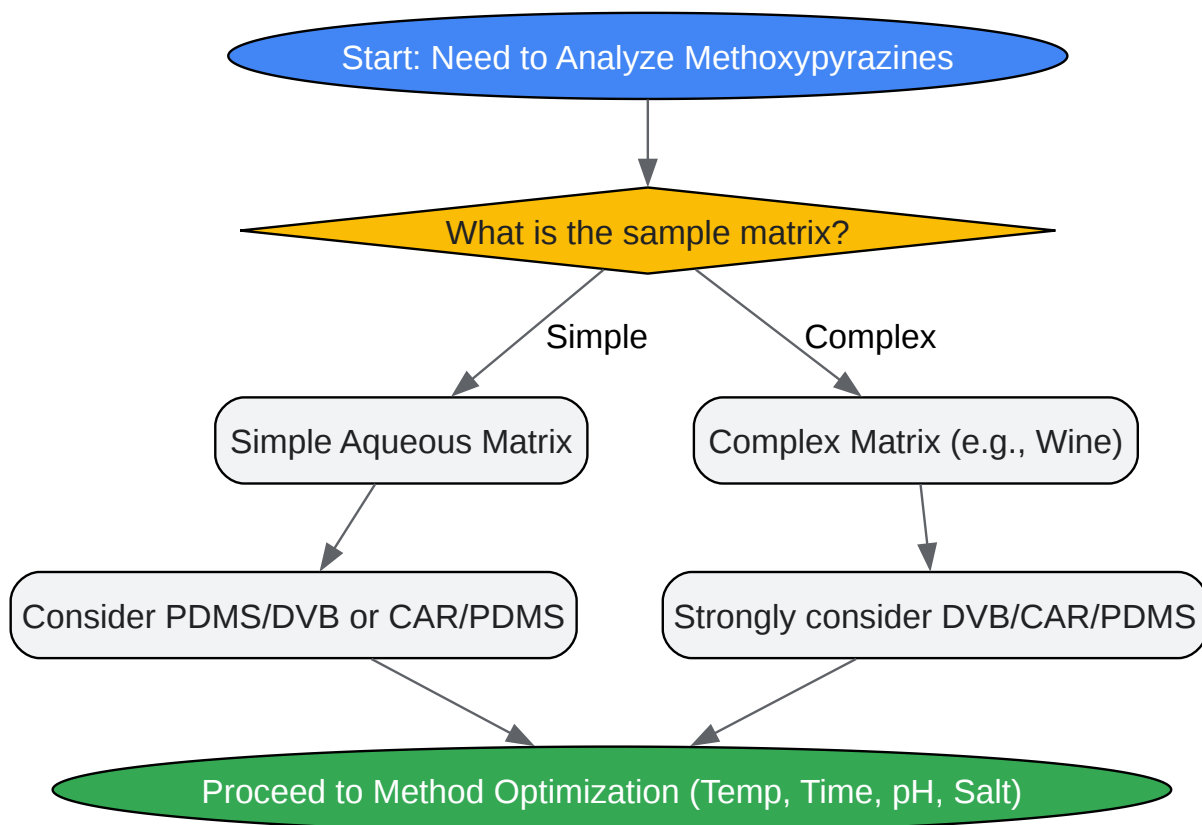 Start: Need to Analyze Methoxypyrazines
What is the sample matrix?
Simple
Complex
Simple Aqueous Matrix
Complex Matrix (e.g., Wine)
Consider PDMS/DVB or CAR/PDMS
Strongly consider DVB/CAR/PDMS
Proceed to Method Optimization (Temp, Time, pH, Salt)